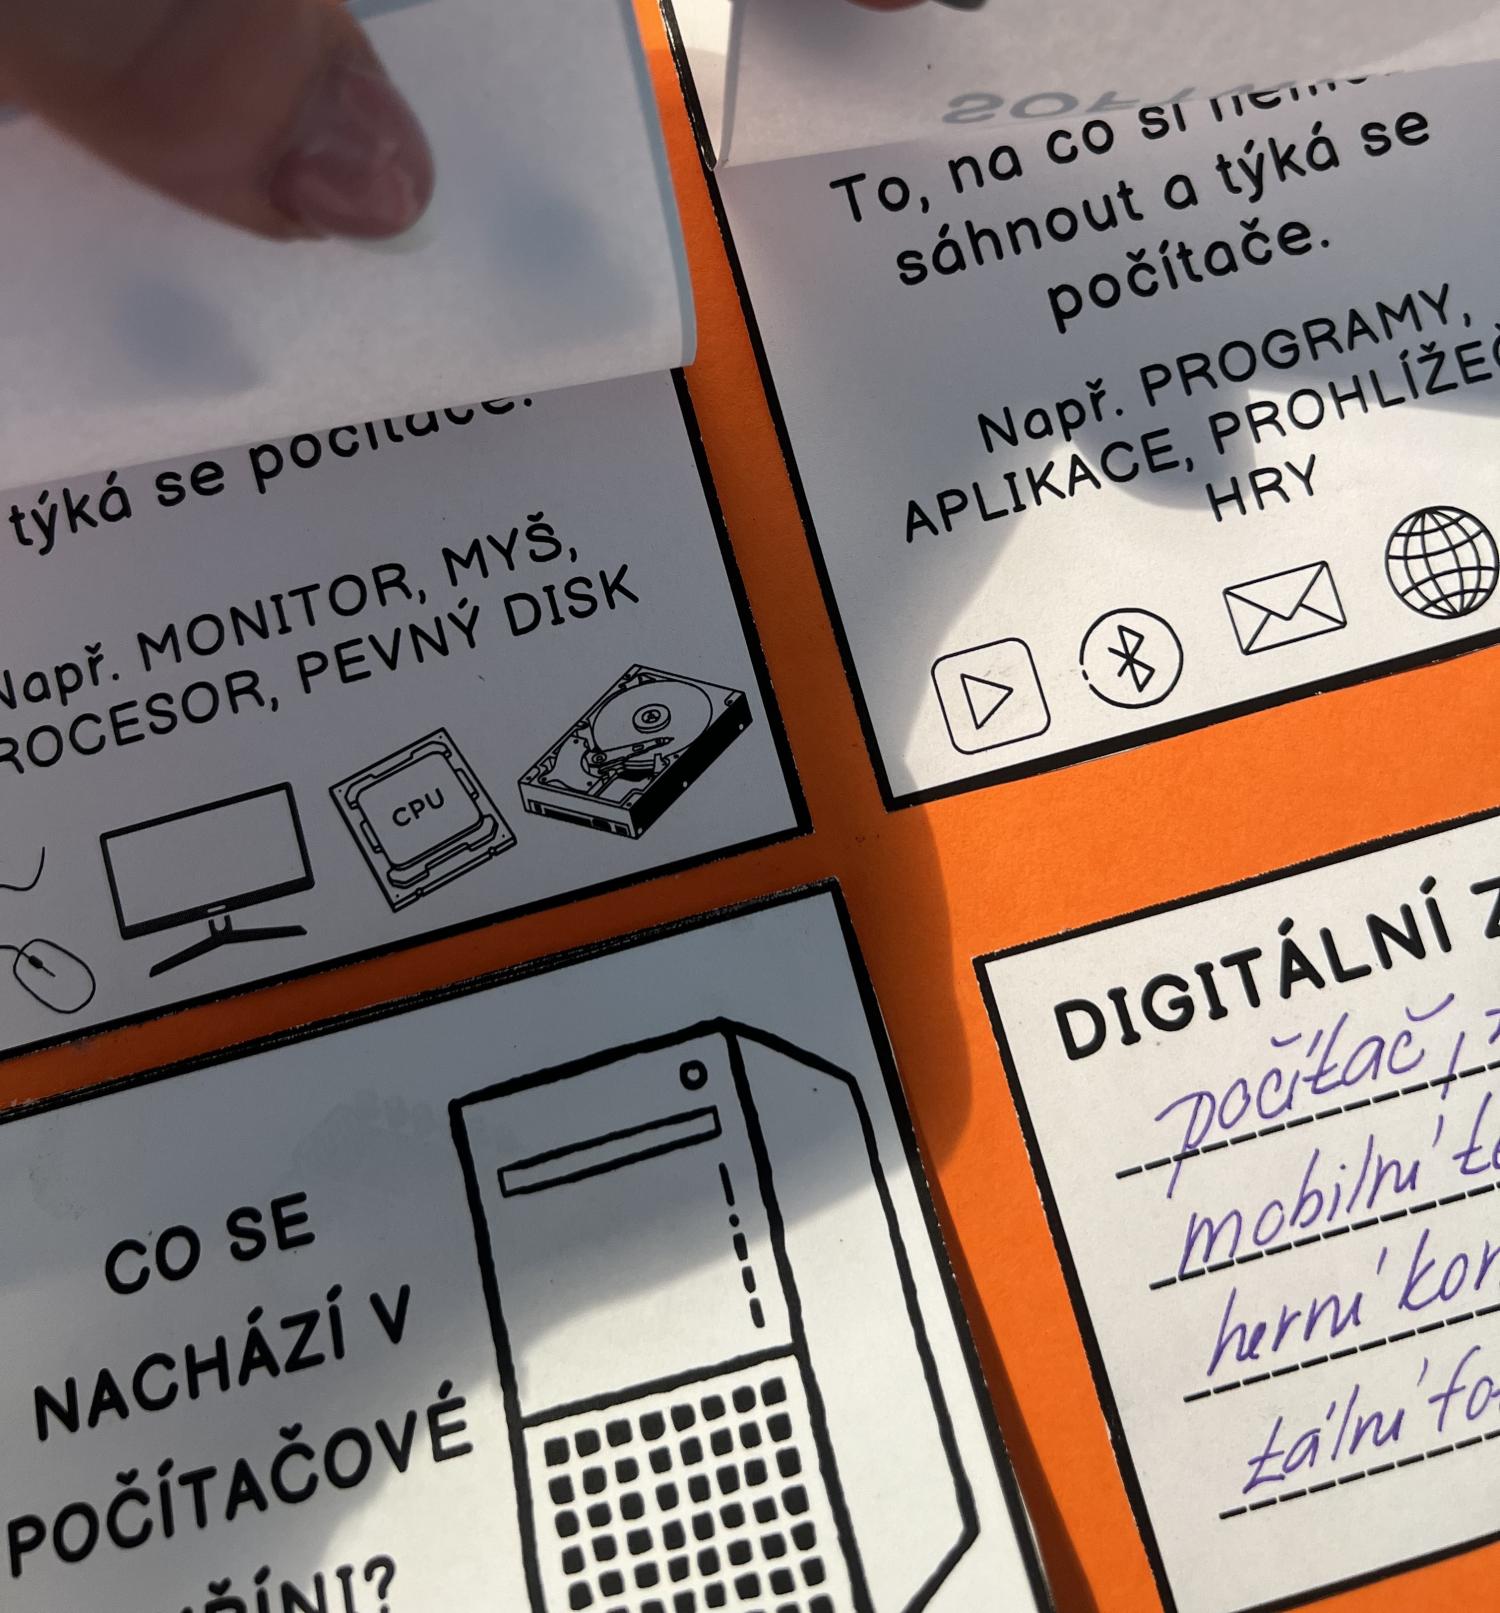 týká se počítače.
Např. MONITOR, MYŠ,
ROCESOR, PEVNÝ DISK
CPU
To, na co si
sáhnout a týká se
počítače.
Např. PROGRAMY,
APLIKACE, PROHLÍŽEČ
HRY
CO SE
NACHÁZÍ V
POČÍTAČOVÉ
DIGITÁLNÍ Z
počítač,
mobilní te
herní kon
tální fo